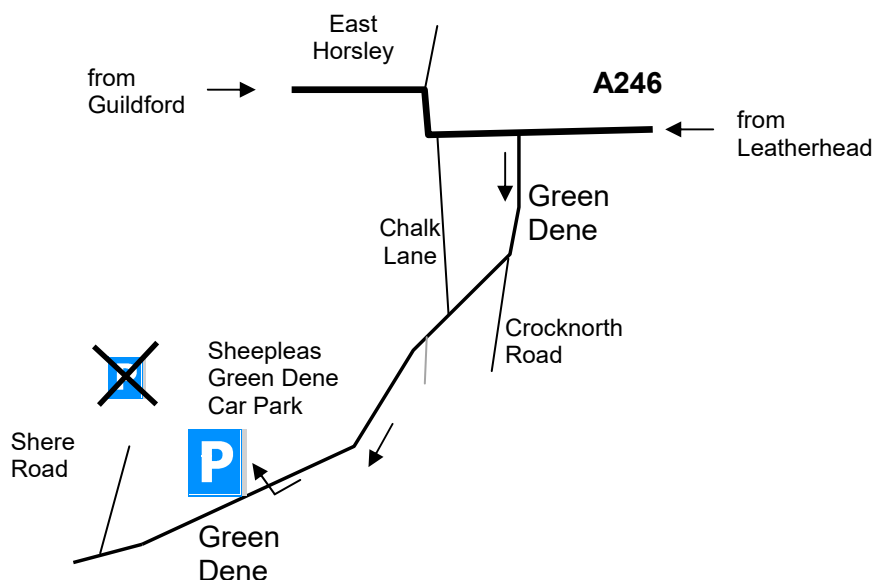 East
Horsley
from
Guildford
A246
from
Leatherhead
Green
Dene
Chalk
Lane
Crocknorth
Road
Sheepleas
Green Dene
Car Park
P
Shere
Road
P
Green
Dene